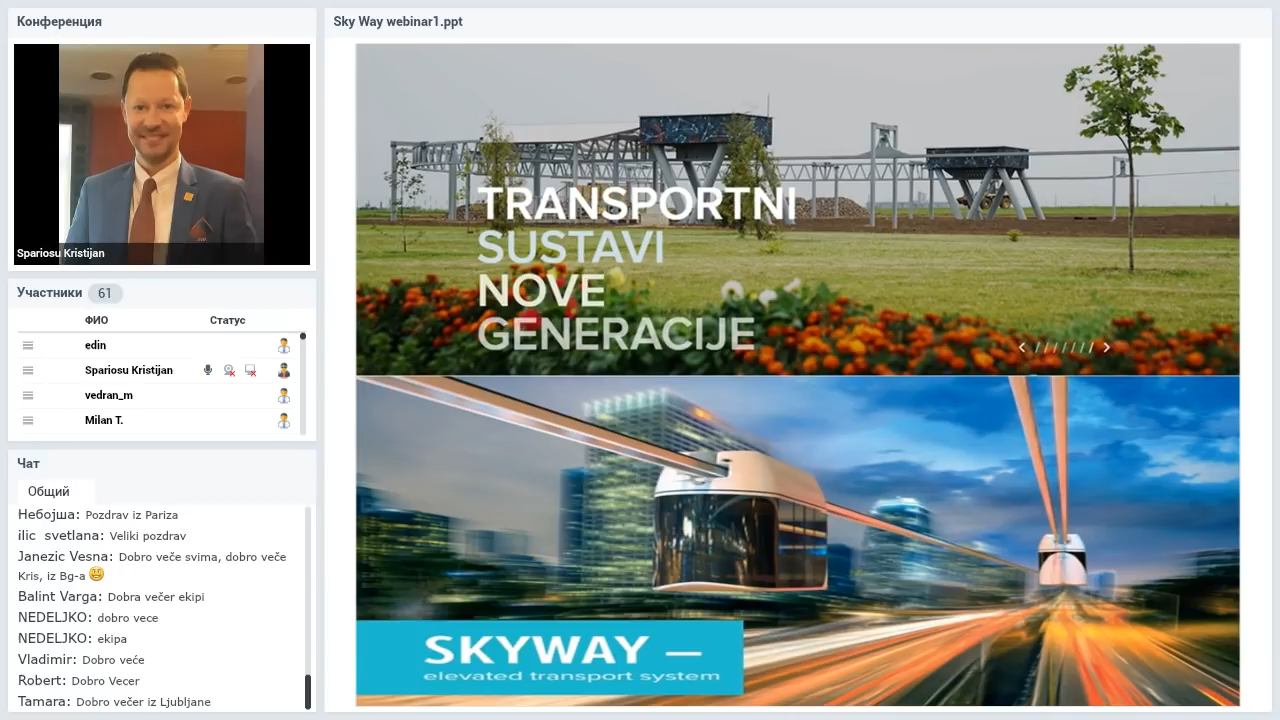 Конференция
Spariosu Kristijan
Участники 61
ФИО Статус
edin
Spariosu Kristijan
vedran_m
Milan T.
Чат
Общий
Небојша: Pozdrav iz Pariza
ilic svetlana: Veliki pozdrav
Janezic Vesna: Dobro veče svima, dobro veče
Kris, iz Bg-a
Balint Varga: Dobra večer ekipi
NEDELJKO: dobro vece
NEDELJKO: ekipa
Vladimir: Dobro veće
Robert: Dobro Vecer
Tamara: Dobro večer iz Ljubljane
Sky Way webinar1.ppt
TRANSPORTNI
SUSTAVI
NOVE
GENERACIJE
SKYWAY —
elevated transport system